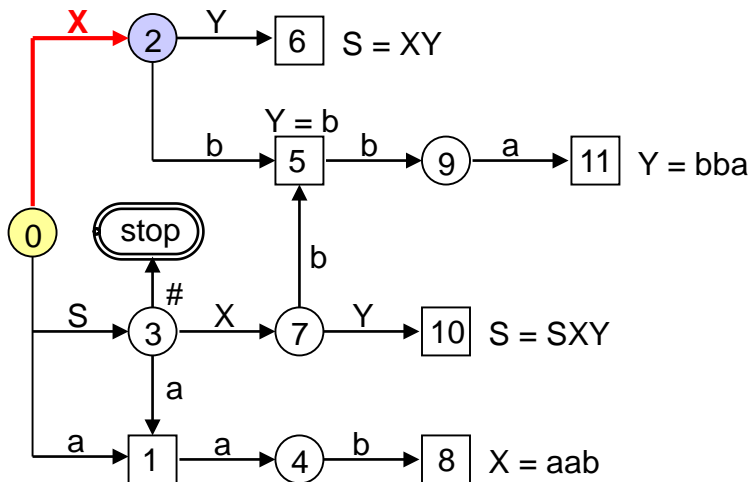 X
2
Y
6
S = XY
Y = b
b
5
b
9
a
11
Y = bba
0
stop
b
#
S
3
X
7
Y
10
S = SXY
a
a
1
a
4
b
8
X = aab